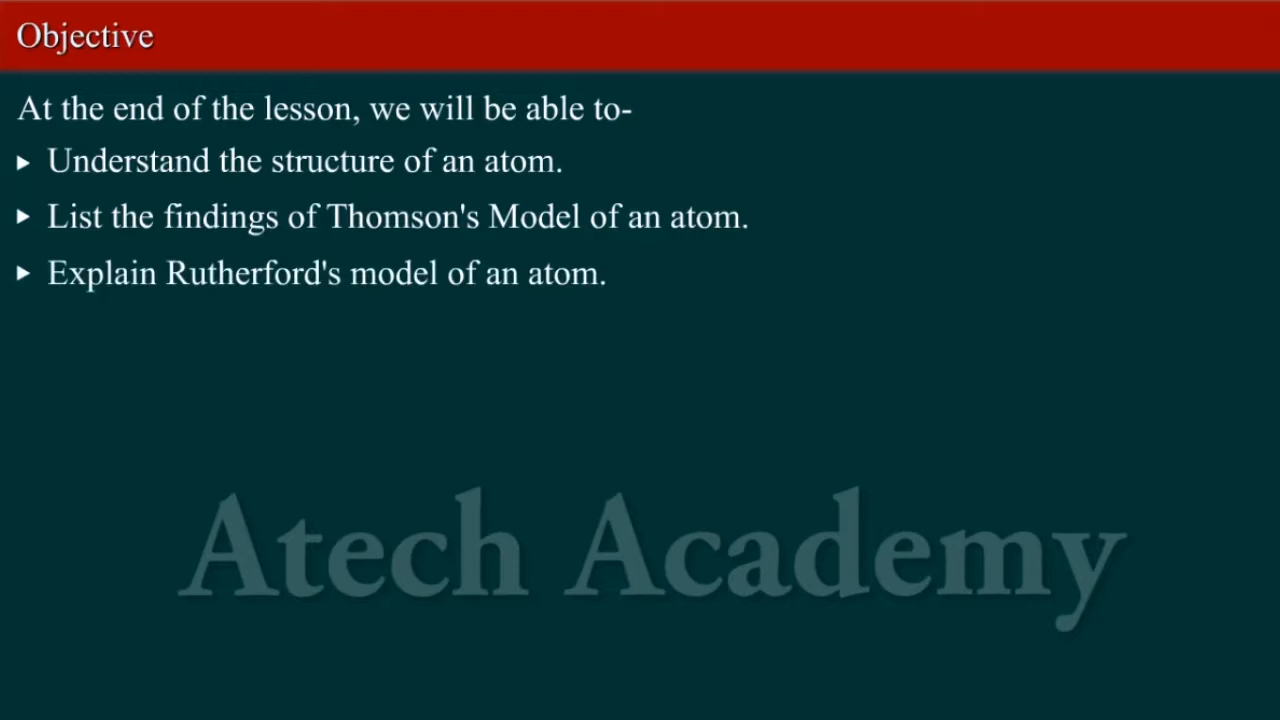 Objective
At the end of the lesson, we will be able to-
Understand the structure of an atom.
List the findings of Thomson's Model of an atom.
Explain Rutherford's model of an atom.
Atech Academy